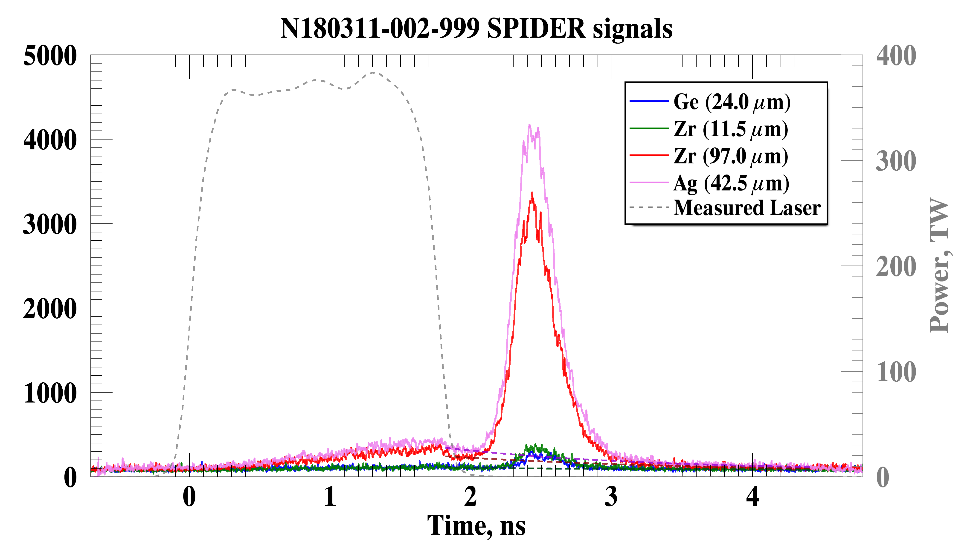 N180311-002-999 SPIDER signals
5000
4000
3000
2000
1000
0
400
300
200
100
0
Power, TW
Ge (24.0 μm)
Zr (11.5 μm)
Zr (97.0 μm)
Ag (42.5 μm)
Measured Laser
0 1 2 3 4
Time, ns